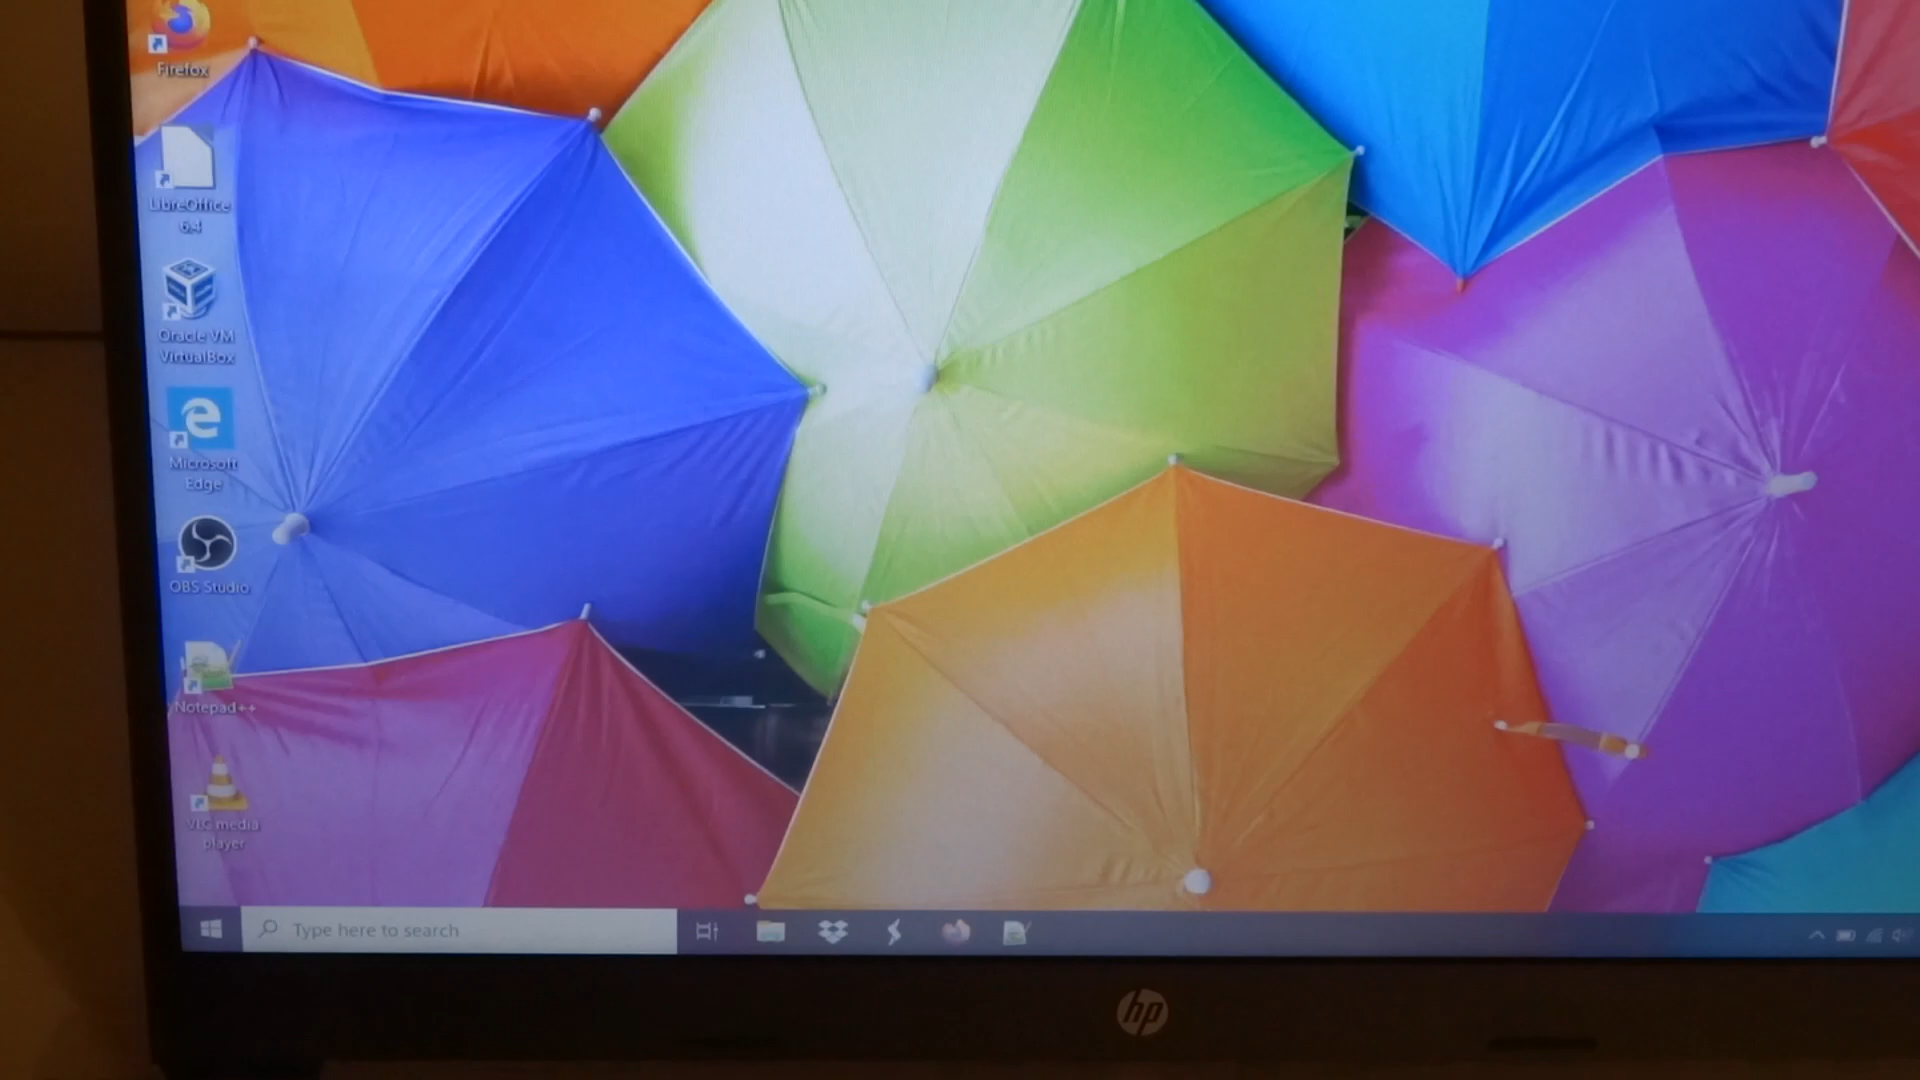 Firefox
LibreOffice
6.4
Oracle VM
VirtualBox
Microsoft
Edge
OBS Studio
Notepad++
VLC media
player
Type here to search
hp